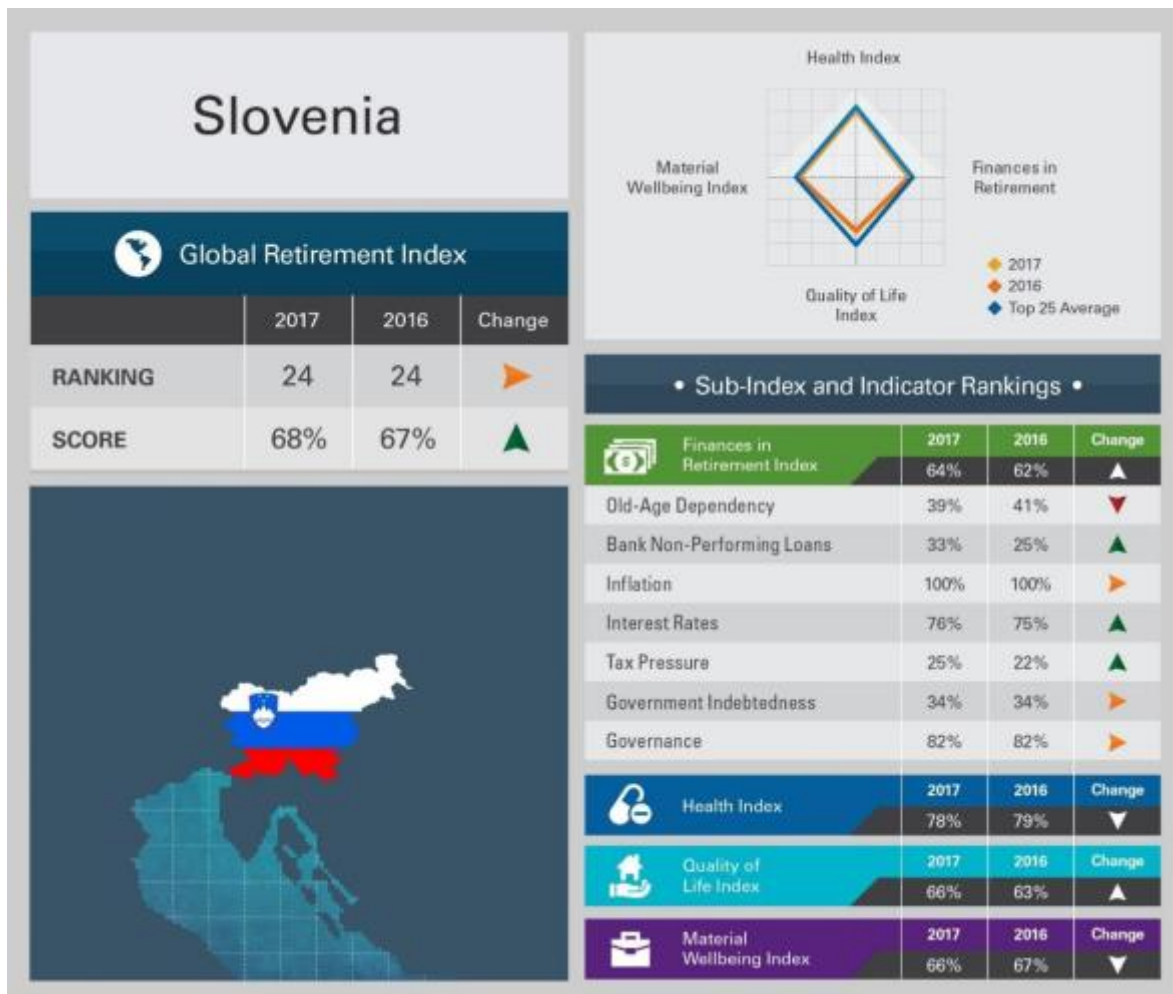 Slovenia
Global Retirement Index
2017 2016 Change
RANKING 24 24
SCORE 68% 67%
Health Index
Material
Wellbeing Index
Finances in
Retirement
Quality of Life
Index
2017
2016
Top 25 Average
• Sub-Index and Indicator Rankings •
Finances in
Retirement Index
2017 2016 Change
64% 62%
Old-Age Dependency 39% 41%
Bank Non-Performing Loans 33% 25%
Inflation 100% 100%
Interest Rates 76% 75%
Tax Pressure 25% 22%
Government Indebtedness 34% 34%
Governance 82% 82%
Health Index
2017 2016 Change
78% 79%
Quality of
Life Index
2017 2016 Change
66% 63%
Material
Wellbeing Index
2017 2016 Change
66% 67%